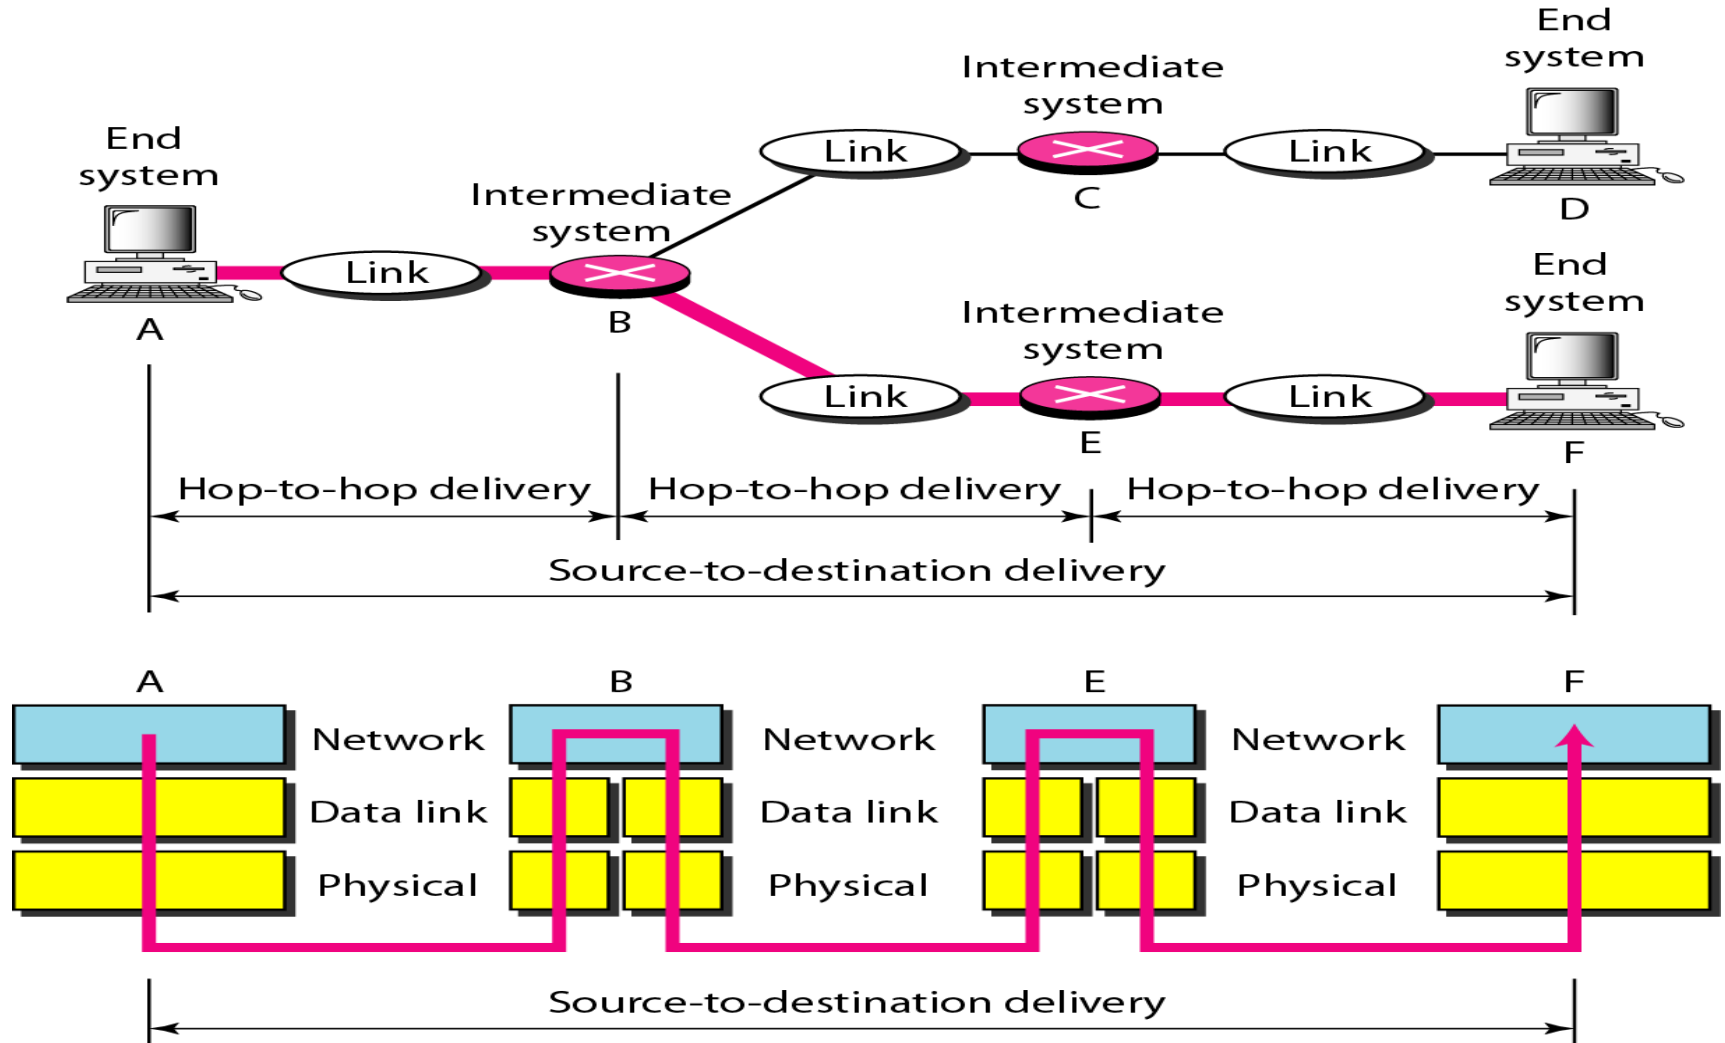 End
system
Intermediate
system
Link
Link
C
D
End
system
Intermediate
system
Link
A
B
End
system
Intermediate
system
Link
Link
E
F
Hop-to-hop delivery
Hop-to-hop delivery
Hop-to-hop delivery
Source-to-destination delivery
A
B
E
F
Network
Network
Network
Data link
Data link
Data link
Physical
Physical
Physical
Source-to-destination delivery